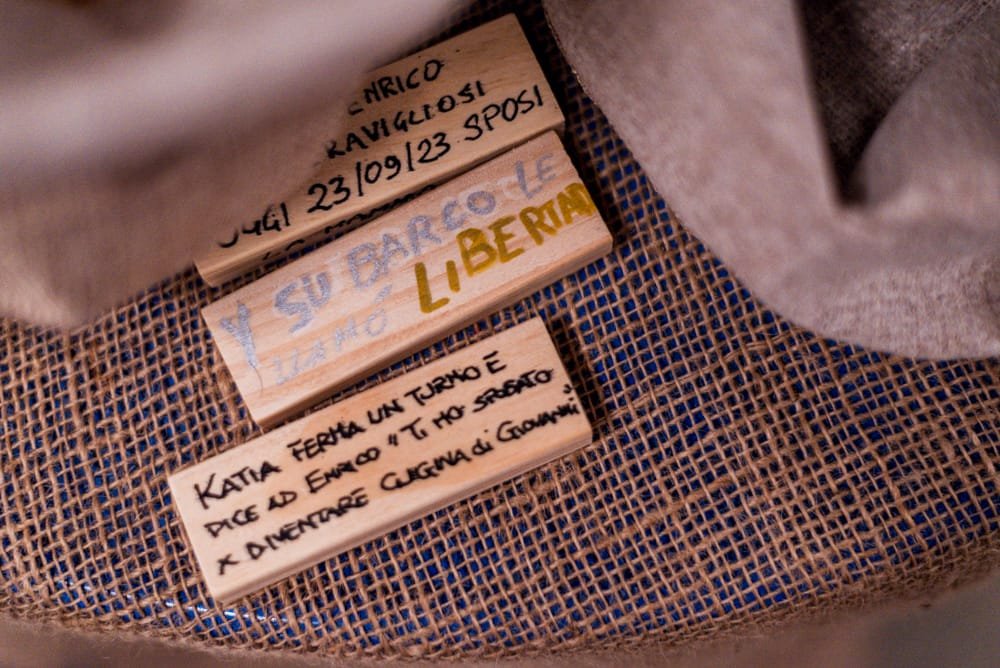 ENRICO
RAVIGLIOSI
OGGI 23/09/23 SPOSI
Y SU BARCO LE
LLAMÓ LIBERTAD
KATIA FERMA UN TURNO E
DICE AD ENRICO "TI HO SPOSATO
X DIVENTARE CUGINA di GIOVANNI"